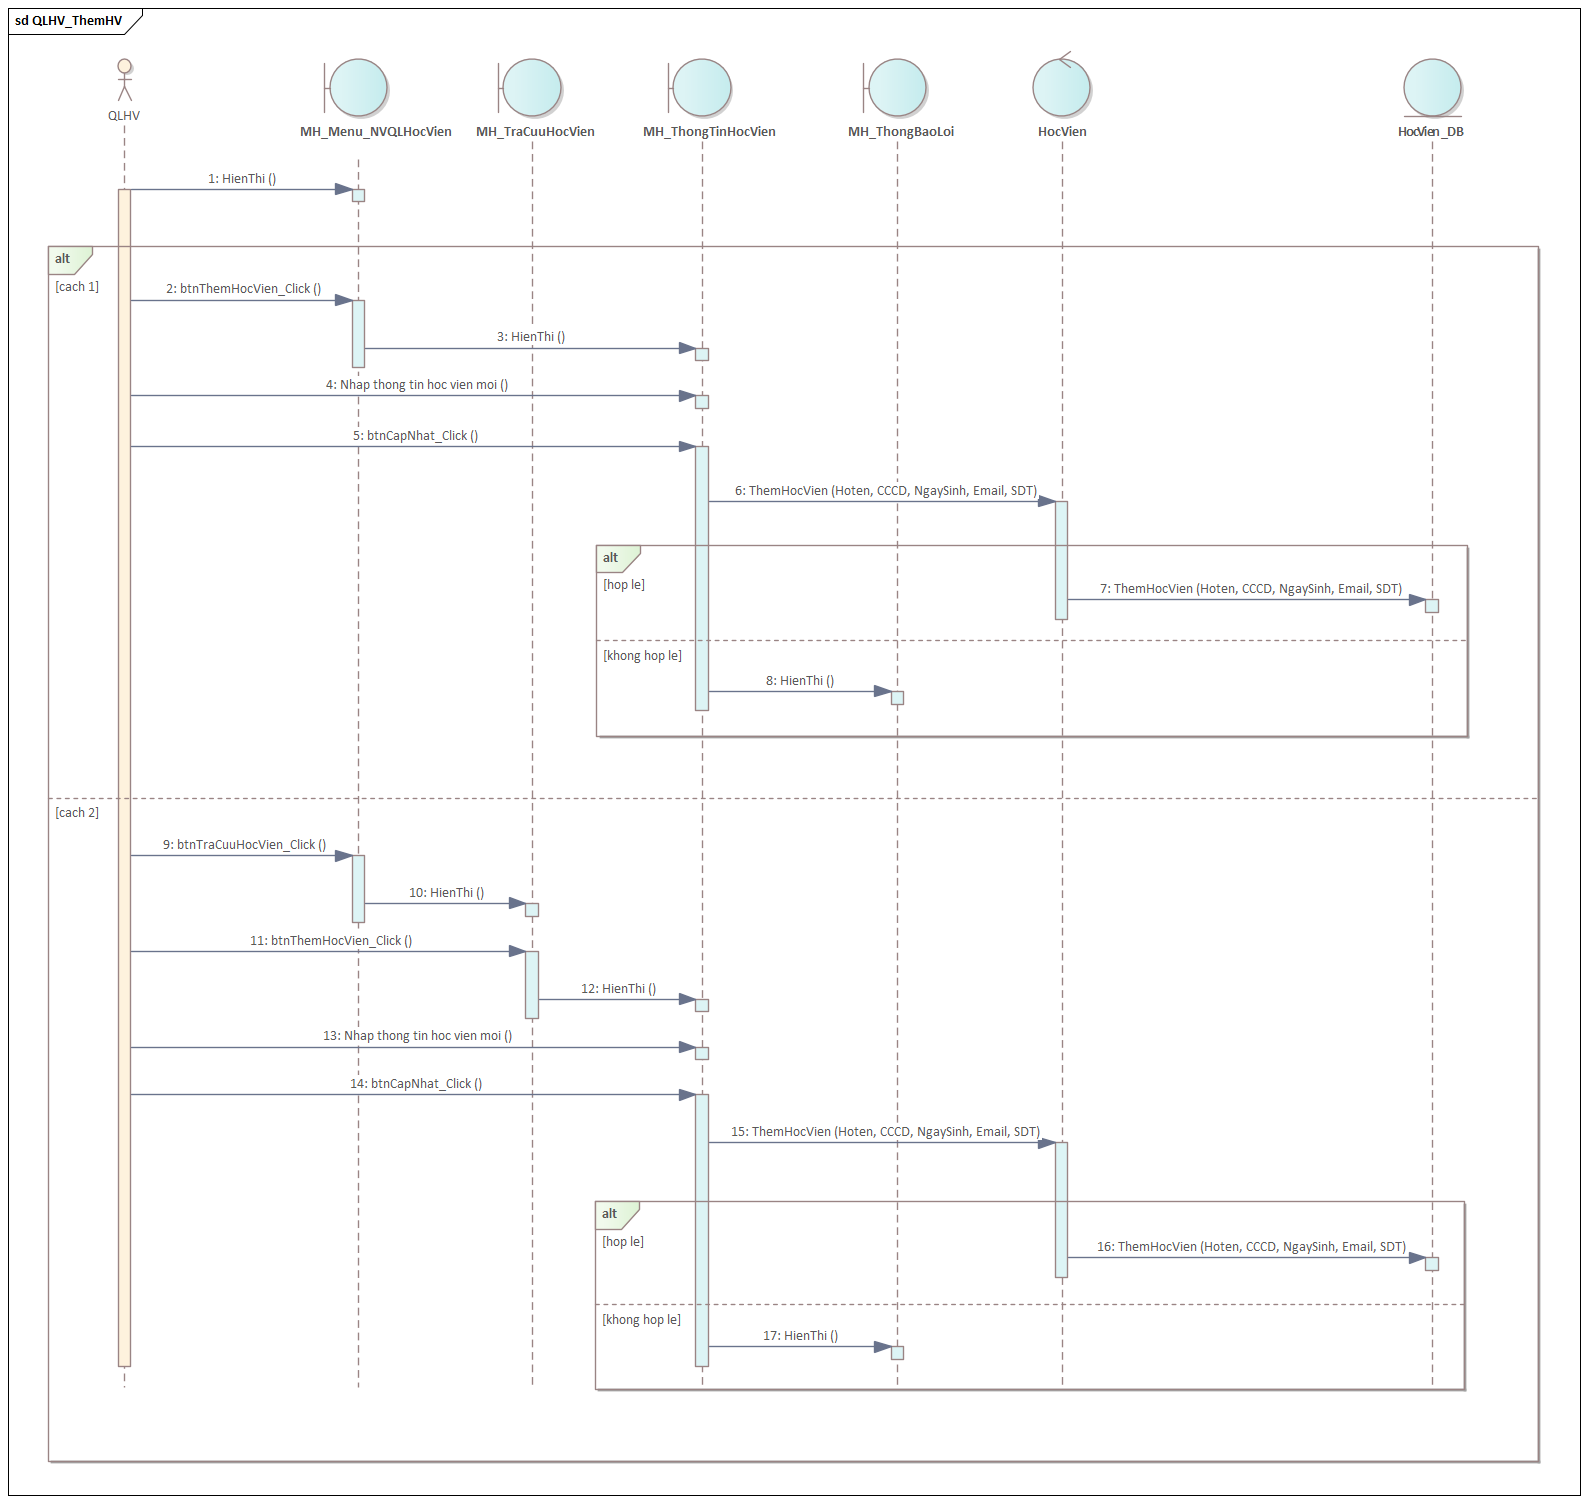 sd QLHV_ThemHV
QLHV
MH_Menu_NVQLHocVien
MH_TraCuuHocVien
MH_ThongTinHocVien
MH_ThongBaoLoi
HocVien
HocVien_DB
1: HienThi ()
alt
[cach 1]
2: btnThemHocVien_Click ()
3: HienThi ()
4: Nhap thong tin hoc vien moi ()
5: btnCapNhat_Click ()
6: ThemHocVien (Hoten, CCCD, NgaySinh, Email, SDT)
alt
[hop le]
7: ThemHocVien (Hoten, CCCD, NgaySinh, Email, SDT)
[khong hop le]
8: HienThi ()
[cach 2]
9: btnTraCuuHocVien_Click ()
10: HienThi ()
11: btnThemHocVien_Click ()
12: HienThi ()
13: Nhap thong tin hoc vien moi ()
14: btnCapNhat_Click ()
15: ThemHocVien (Hoten, CCCD, NgaySinh, Email, SDT)
alt
[hop le]
16: ThemHocVien (Hoten, CCCD, NgaySinh, Email, SDT)
[khong hop le]
17: HienThi ()